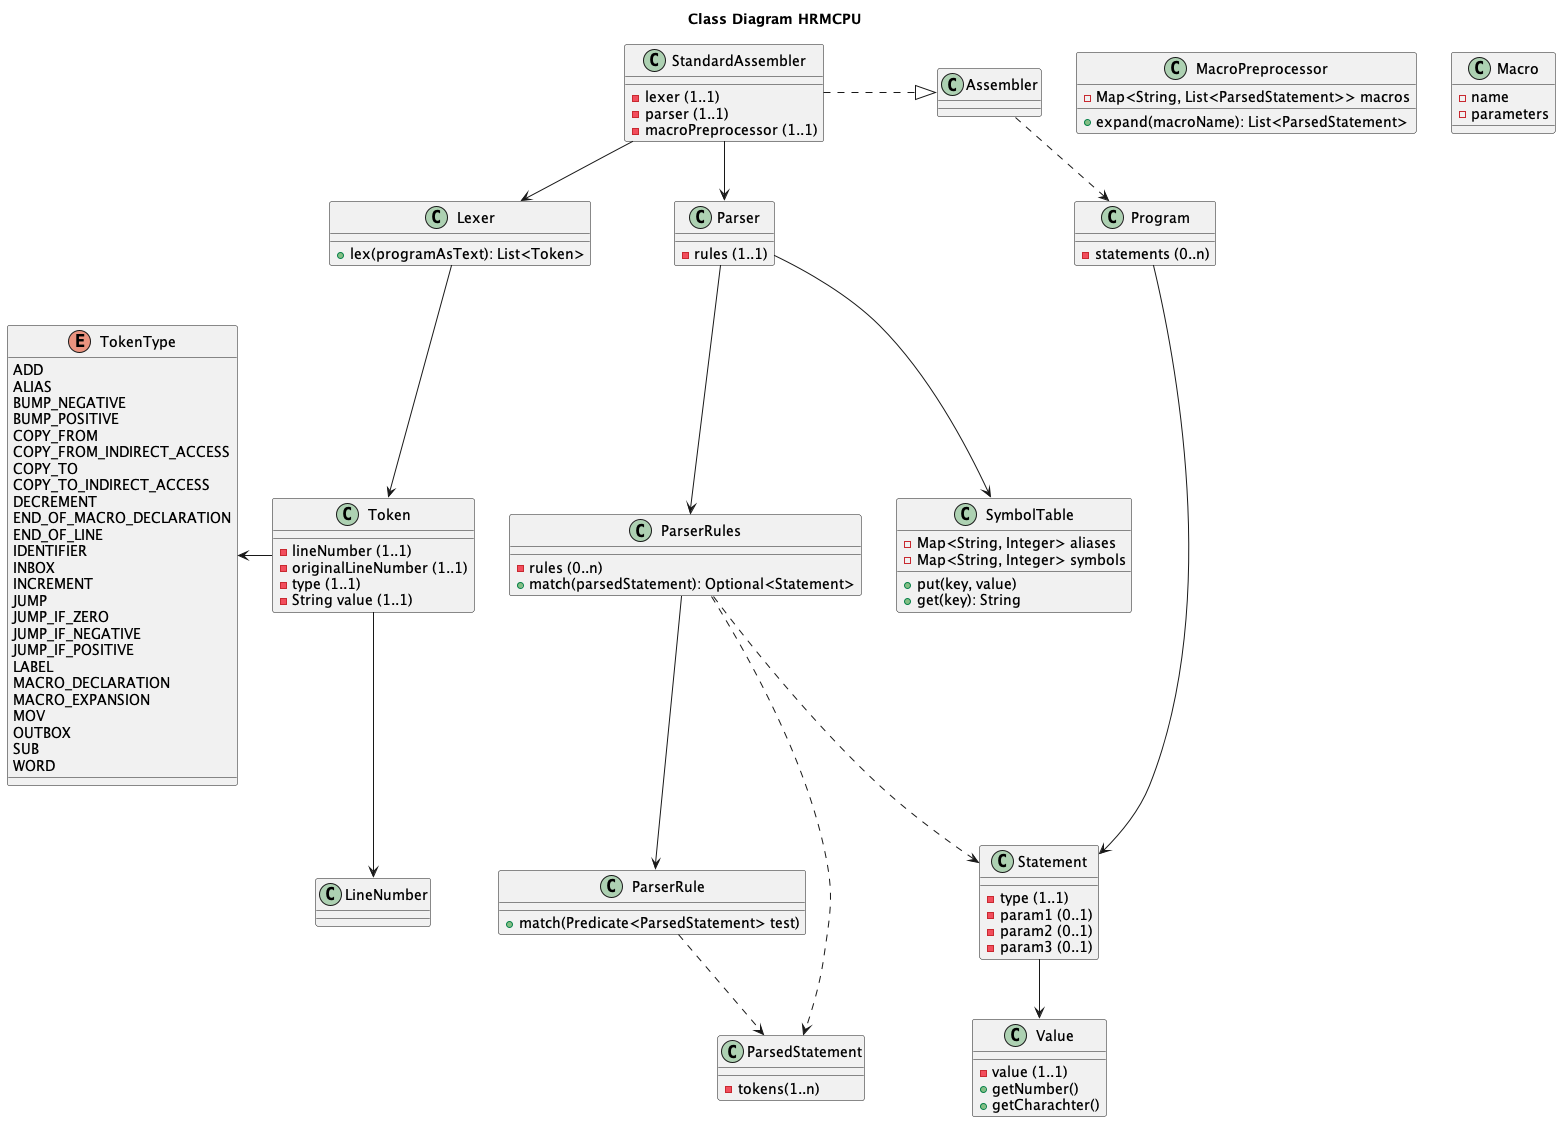 Class Diagram HRMCPU
C StandardAssembler
lexer (1..1)
parser (1..1)
macroPreprocessor (1..1)
C Assembler
C MacroPreprocessor
Map<String, List<ParsedStatement>> macros
expand(macroName): List<ParsedStatement>
C Macro
name
parameters
C Lexer
lex(programAsText): List<Token>
C Parser
rules (1..1)
C Program
statements (0..n)
E TokenType
ADD
ALIAS
BUMP_NEGATIVE
BUMP_POSITIVE
COPY_FROM
COPY_FROM_INDIRECT_ACCESS
COPY_TO
COPY_TO_INDIRECT_ACCESS
DECREMENT
END_OF_MACRO_DECLARATION
END_OF_LINE
IDENTIFIER
INBOX
INCREMENT
JUMP
JUMP_IF_ZERO
JUMP_IF_NEGATIVE
JUMP_IF_POSITIVE
LABEL
MACRO_DECLARATION
MACRO_EXPANSION
MOV
OUTBOX
SUB
WORD
C Token
lineNumber (1..1)
originalLineNumber (1..1)
type (1..1)
String value (1..1)
C ParserRules
rules (0..n)
match(parsedStatement): Optional<Statement>
C SymbolTable
Map<String, Integer> aliases
Map<String, Integer> symbols
put(key, value)
get(key): String
C LineNumber
C ParserRule
match(Predicate<ParsedStatement> test)
C Statement
type (1..1)
param1 (0..1)
param2 (0..1)
param3 (0..1)
C ParsedStatement
tokens(1..n)
C Value
value (1..1)
getNumber()
getCharachter()